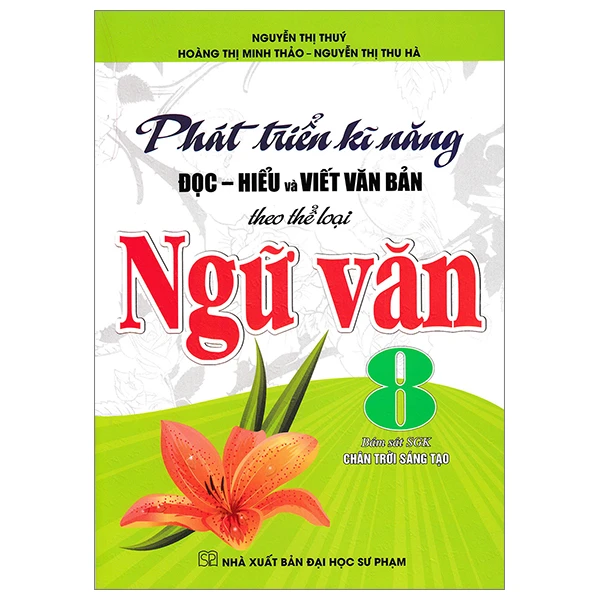 NGUYỄN THỊ THUÝ
HOÀNG THỊ MINH THẢO - NGUYỄN THỊ THU HÀ
Phát triển kĩ năng
ĐỌC - HIỂU và VIẾT VĂN BẢN
theo thể loại
Ngữ văn
8
Bám sát SGK
CHÂN TRỜI SÁNG TẠO
SP
NHÀ XUẤT BẢN ĐẠI HỌC SƯ PHẠM